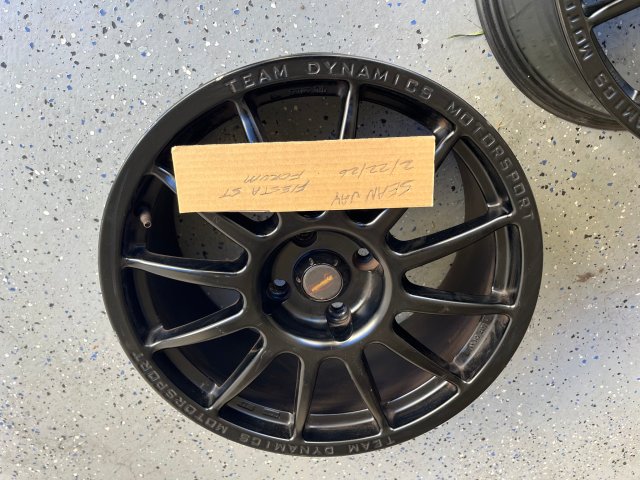 TEAM DYNAMICS MOTORSPORT
SEAN JAY
2/22/26
FIESTA ST
FORUM
TEAM DYNAMICS MOTORSPORT